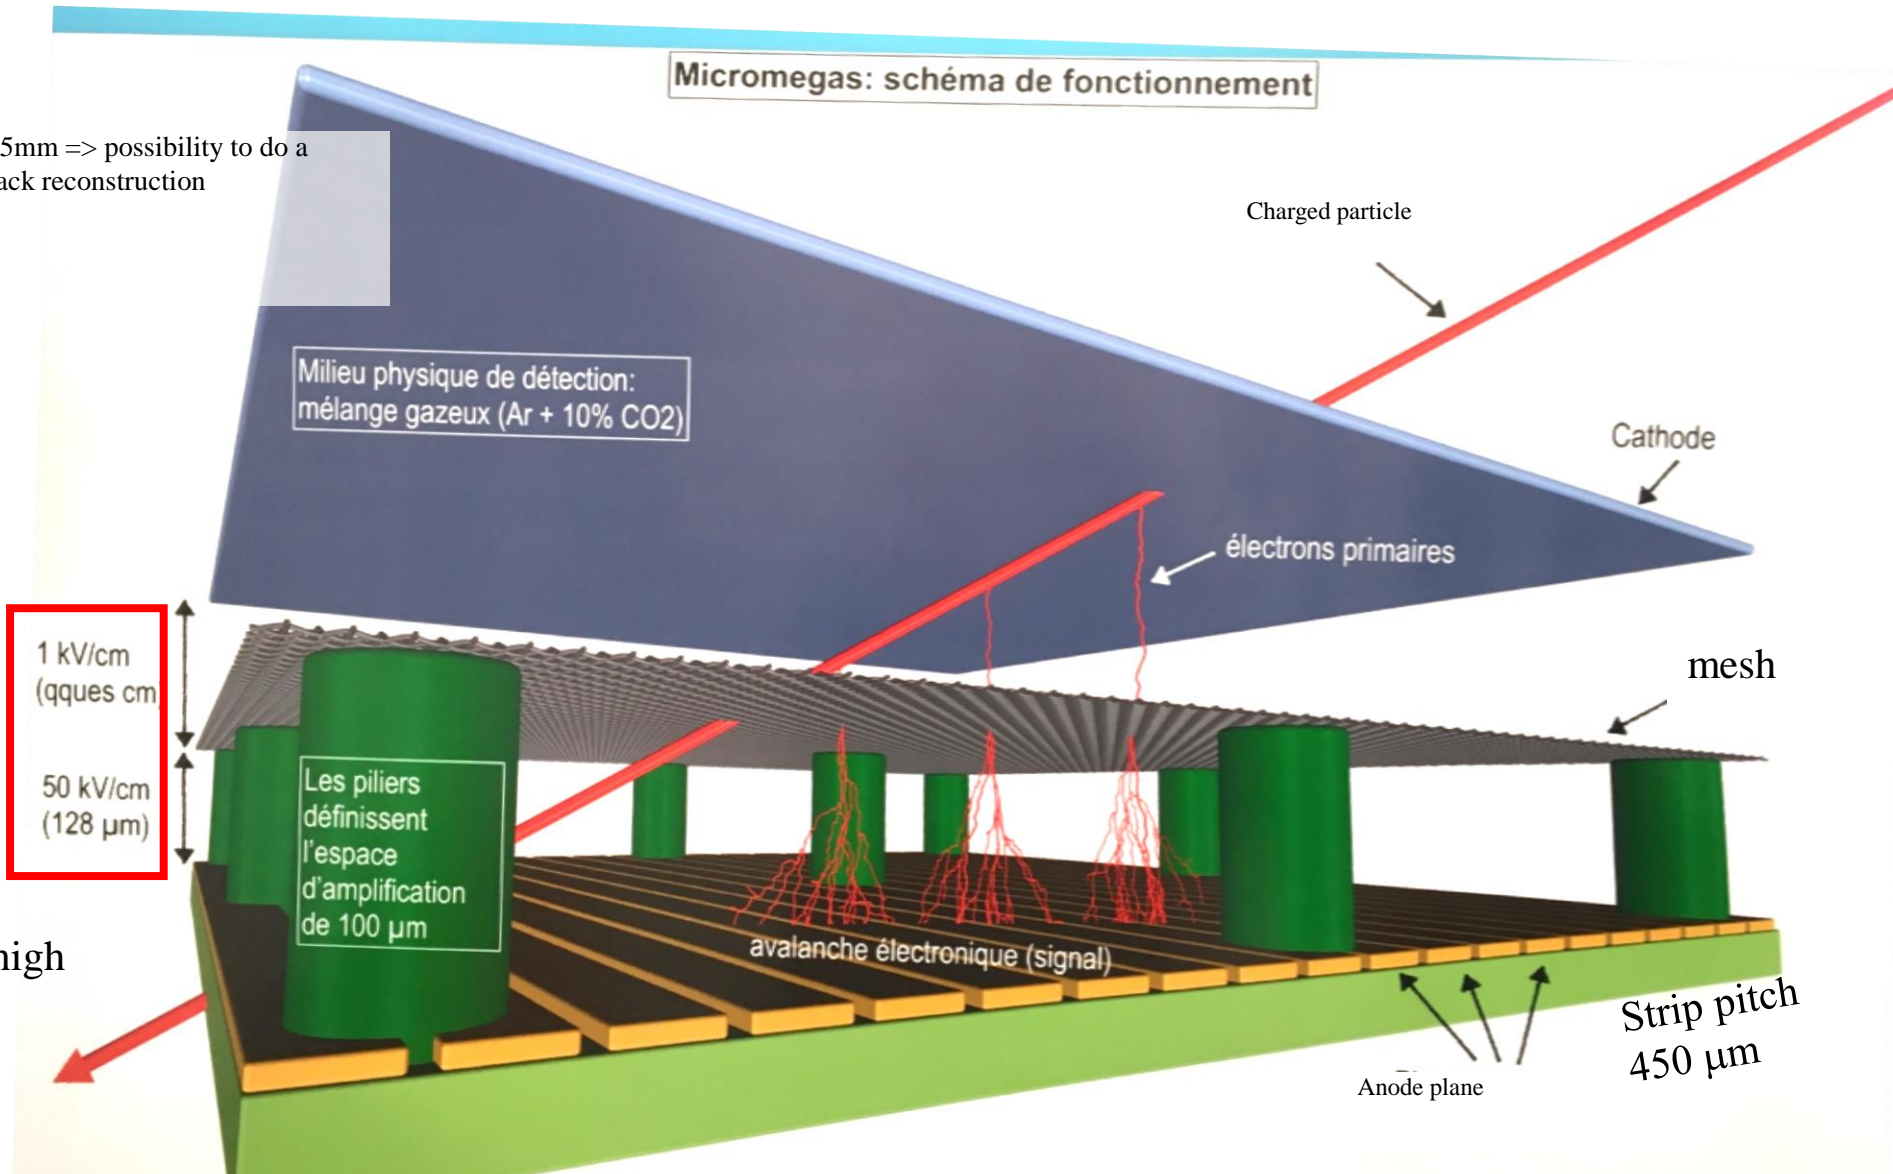 Micromegas: schéma de fonctionnement
5mm => possibility to do a
reconstruction
Charged particle
Milieu physique de détection:
mélange gazeux (Ar + 10% CO2)
Cathode
électrons primaires
1 kV/cm
(qques cm
mesh
50 kV/cm
(128 µm)
Les piliers
définissent
l'espace
d'amplification
de 100 µm
avalanche électronique (signal)
high
Strip pitch
450 µm
Anode plane